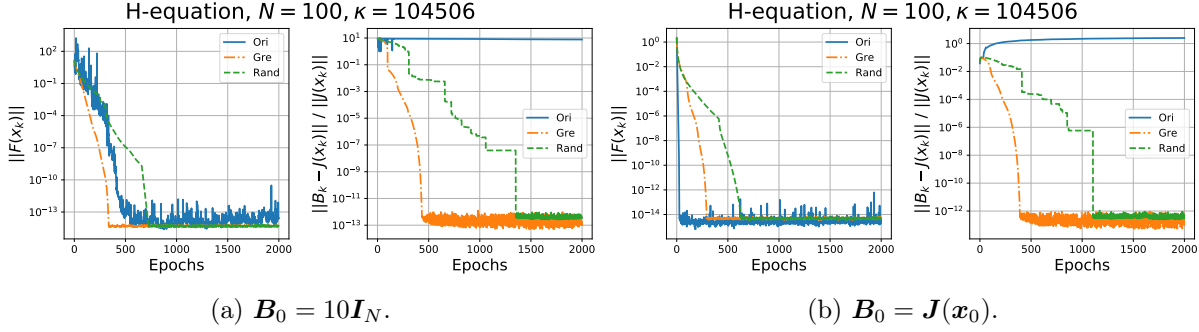 H-equation, N = 100, κ = 104506
||F(x_k)||
10^2
10^-1
10^-4
10^-7
10^-10
10^-13
Ori
Gre
Rand
0 500 1000 1500 2000
Epochs
||B_k − J(x_k)|| / ||J(x_k)||
10^1
10^-1
10^-3
10^-5
10^-7
10^-9
10^-11
10^-13
Ori
Gre
Rand
0 500 1000 1500 2000
Epochs
(a) B_0 = 10I_N.
H-equation, N = 100, κ = 104506
||F(x_k)||
10^0
10^-2
10^-4
10^-6
10^-8
10^-10
10^-12
10^-14
Ori
Gre
Rand
0 500 1000 1500 2000
Epochs
||B_k − J(x_k)|| / ||J(x_k)||
10^0
10^-2
10^-4
10^-6
10^-8
10^-10
10^-12
Ori
Gre
Rand
0 500 1000 1500 2000
Epochs
(b) B_0 = J(x_0).